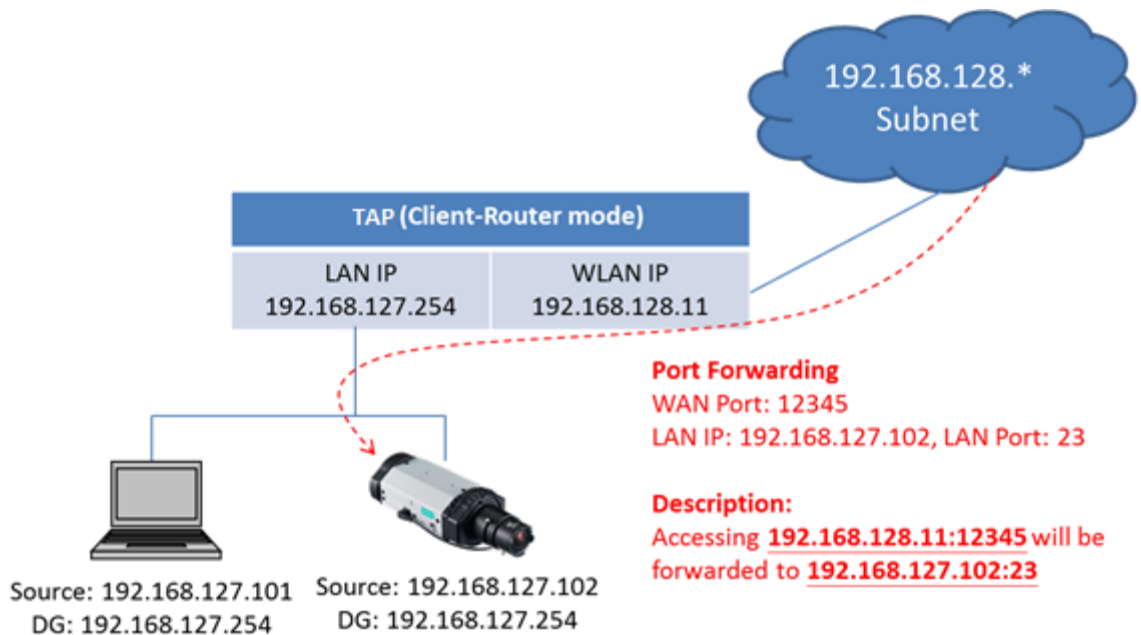 192.168.128.*
Subnet
TAP (Client-Router mode)
LAN IP
192.168.127.254
WLAN IP
192.168.128.11
Port Forwarding
WAN Port: 12345
LAN IP: 192.168.127.102, LAN Port: 23
Description:
Accessing 192.168.128.11:12345 will be
forwarded to 192.168.127.102:23
Source: 192.168.127.101
DG: 192.168.127.254
Source: 192.168.127.102
DG: 192.168.127.254